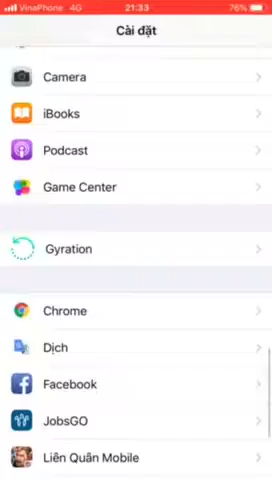 VinaPhone 4G 21:33 76%
Cài đặt
Camera
iBooks
Podcast
Game Center
Gyration
Chrome
Dịch
Facebook
JobsGO
Liên Quân Mobile